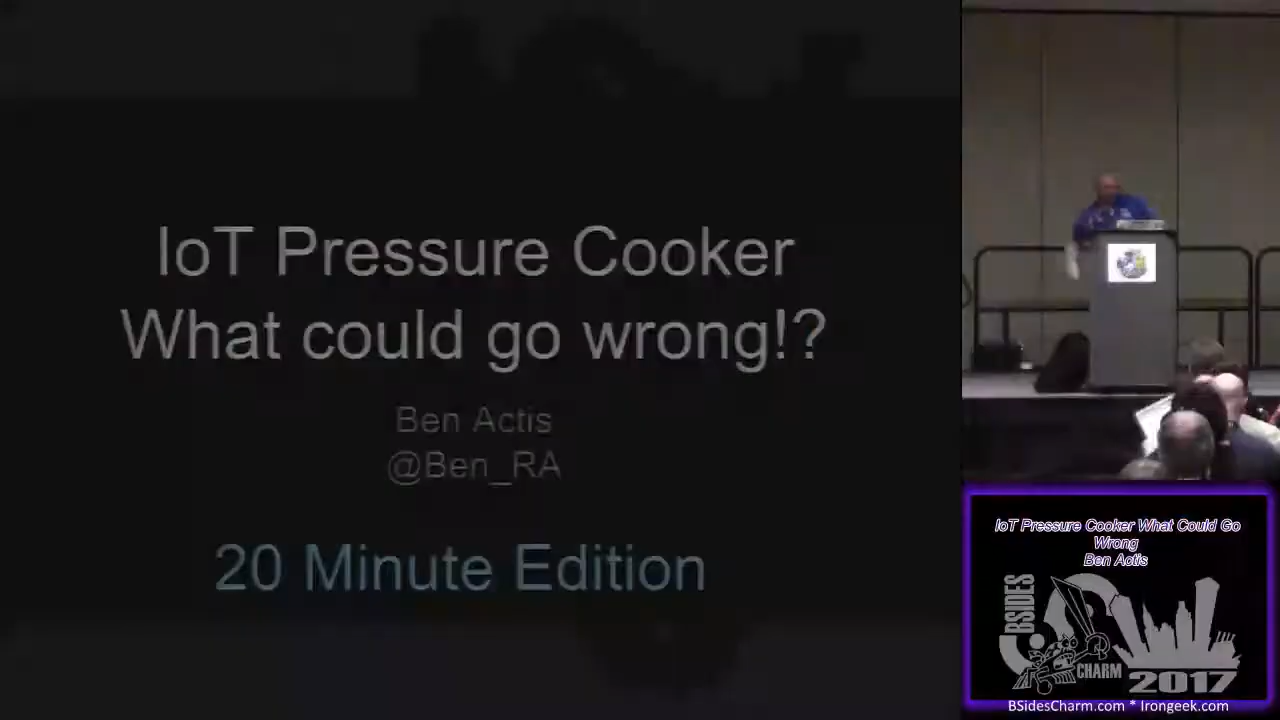 IoT Pressure Cooker
What could go wrong!?
Ben Actis
@Ben_RA
20 Minute Edition
IoT Pressure Cooker What Could Go
Wrong
Ben Actis
BSIDES
CHARM
2017
BSidesCharm.com * Irongeek.com